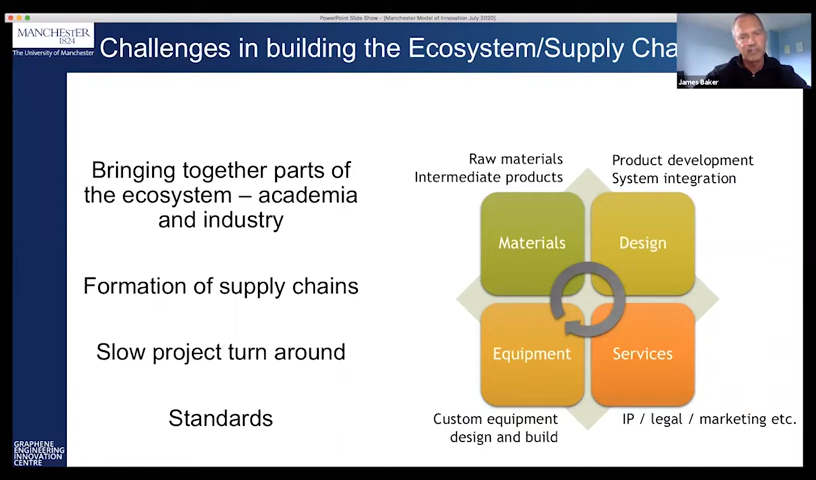 PowerPoint Slide Show - [Manchester Model of Innovation July 2020]
MANCHESTER
1824
The University of Manchester
Challenges in building the Ecosystem/Supply Cha
James Baker
Bringing together parts of
the ecosystem – academia
and industry
Formation of supply chains
Slow project turn around
Standards
Raw materials
Intermediate products
Product development
System integration
Materials
Design
Equipment
Services
Custom equipment
design and build
IP / legal / marketing etc.
GRAPHENE
ENGINEERING
INNOVATION
CENTRE